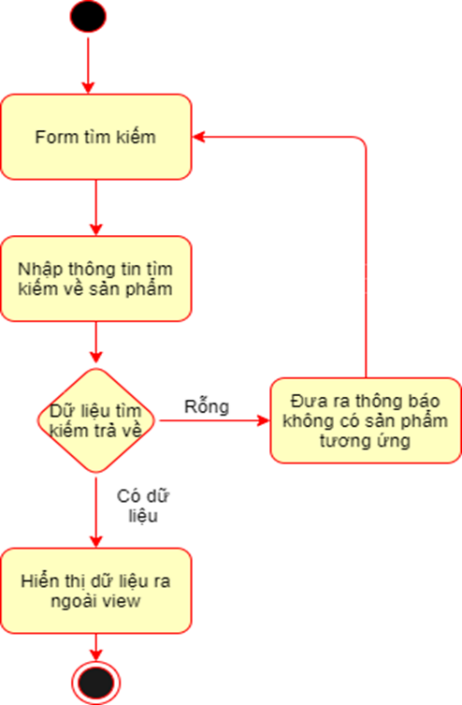 Form tìm kiếm
Nhập thông tin tìm
kiếm về sản phẩm
Dữ liệu tìm
kiếm trả về
Rỗng
Đưa ra thông báo
không có sản phẩm
tương ứng
Có dữ
liệu
Hiển thị dữ liệu ra
ngoài view